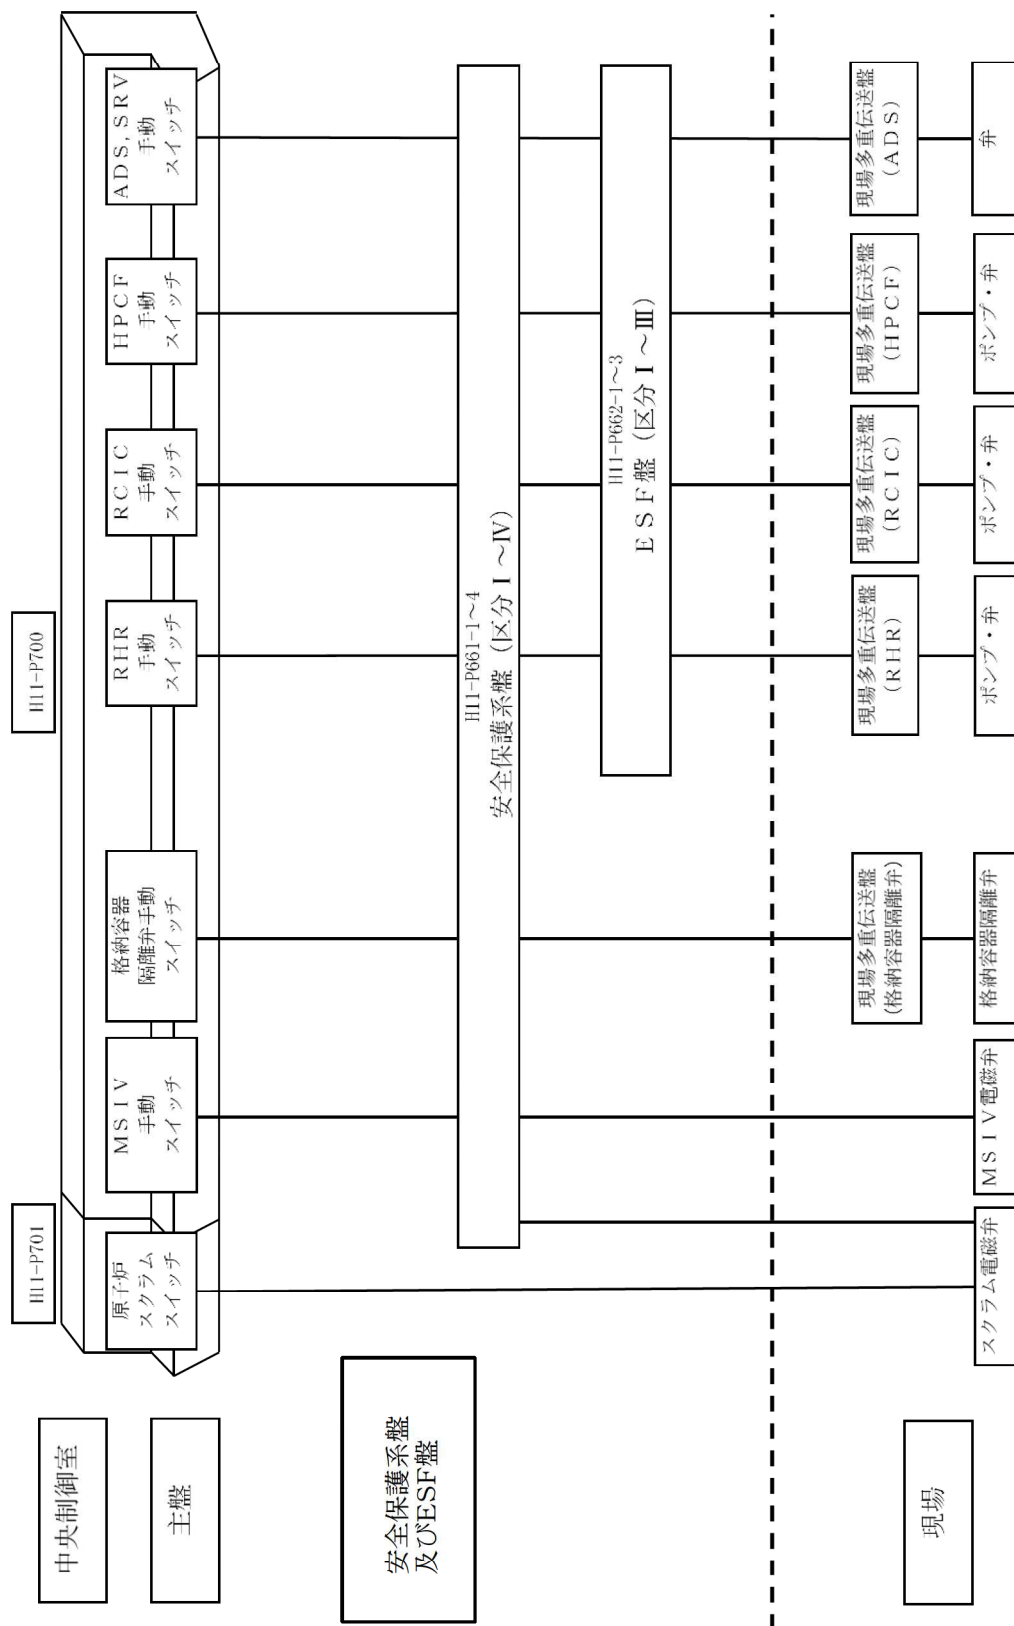 中央制御室
H11-P701
H11-P700
主盤
原子炉
スクラム
スイッチ
MSIV
手動
スイッチ
格納容器
隔離弁手動
スイッチ
RHR
手動
スイッチ
RCIC
手動
スイッチ
HPCF
手動
スイッチ
ADS,SRV
手動
スイッチ
安全保護系盤
及びESF盤
H11-P661-1~4
安全保護系盤(区分Ⅰ~Ⅳ)
H11-P662-1~3
ESF盤(区分Ⅰ~Ⅲ)
現場
現場多重伝送盤
(格納容器隔離弁)
現場多重伝送盤
(RHR)
現場多重伝送盤
(RCIC)
現場多重伝送盤
(HPCF)
現場多重伝送盤
(ADS)
スクラム電磁弁
MSIV電磁弁
格納容器隔離弁
ポンプ・弁
ポンプ・弁
ポンプ・弁
弁